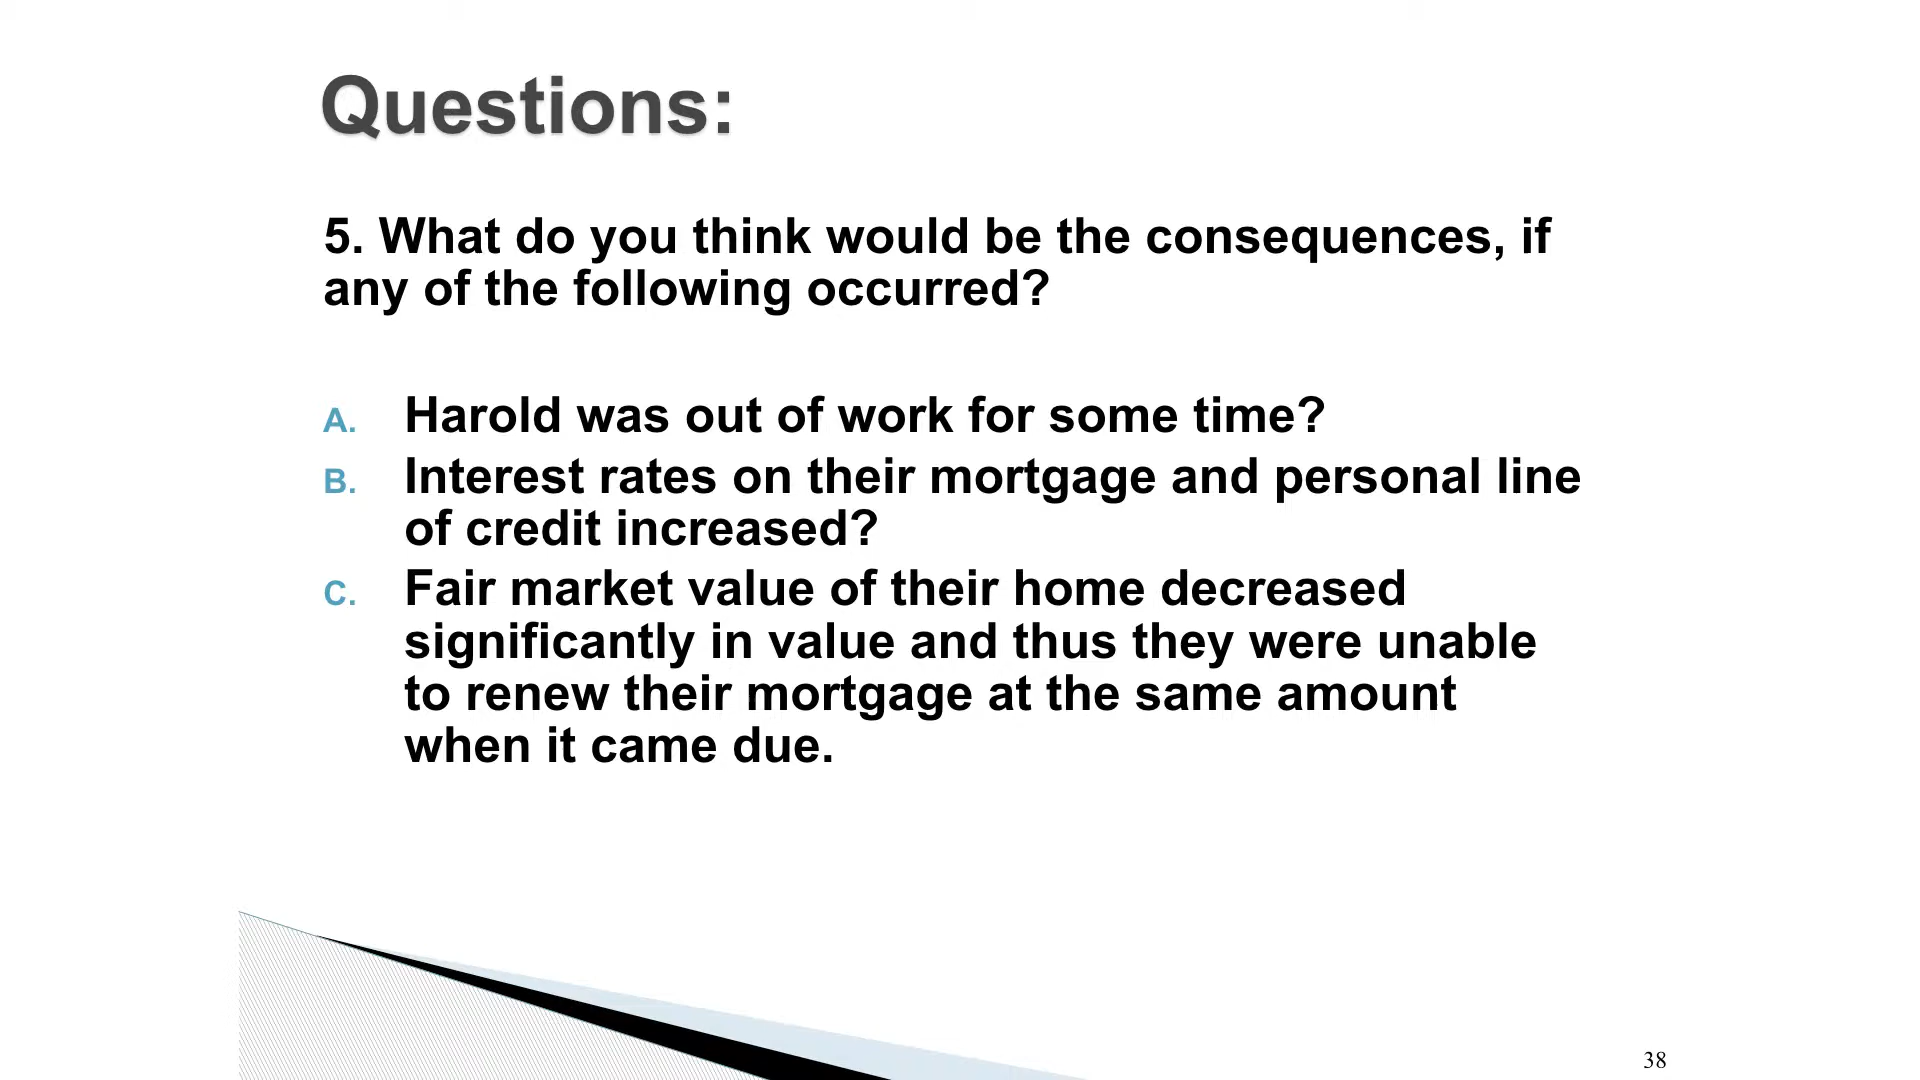 Questions:
5. What do you think would be the consequences, if
any of the following occurred?
A. Harold was out of work for some time?
B. Interest rates on their mortgage and personal line
of credit increased?
C. Fair market value of their home decreased
significantly in value and thus they were unable
to renew their mortgage at the same amount
when it came due.
38